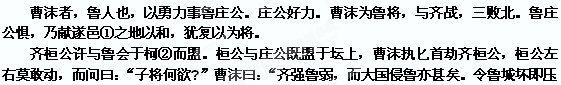 曹沫者，鲁人也，以勇力事鲁庄公。庄公好力。曹沫为鲁将，与齐战，三败北。鲁庄
公惧，乃献遂邑①之地以和，犹复以为将。
齐桓公许与鲁会于柯②而盟。桓公与庄公既盟于坛上，曹沫执匕首劫齐桓公，桓公左
右莫敢动，而问曰：“子将何欲？”曹沫曰：“齐强鲁弱，而大国侵鲁亦甚矣。令鲁城坏即压